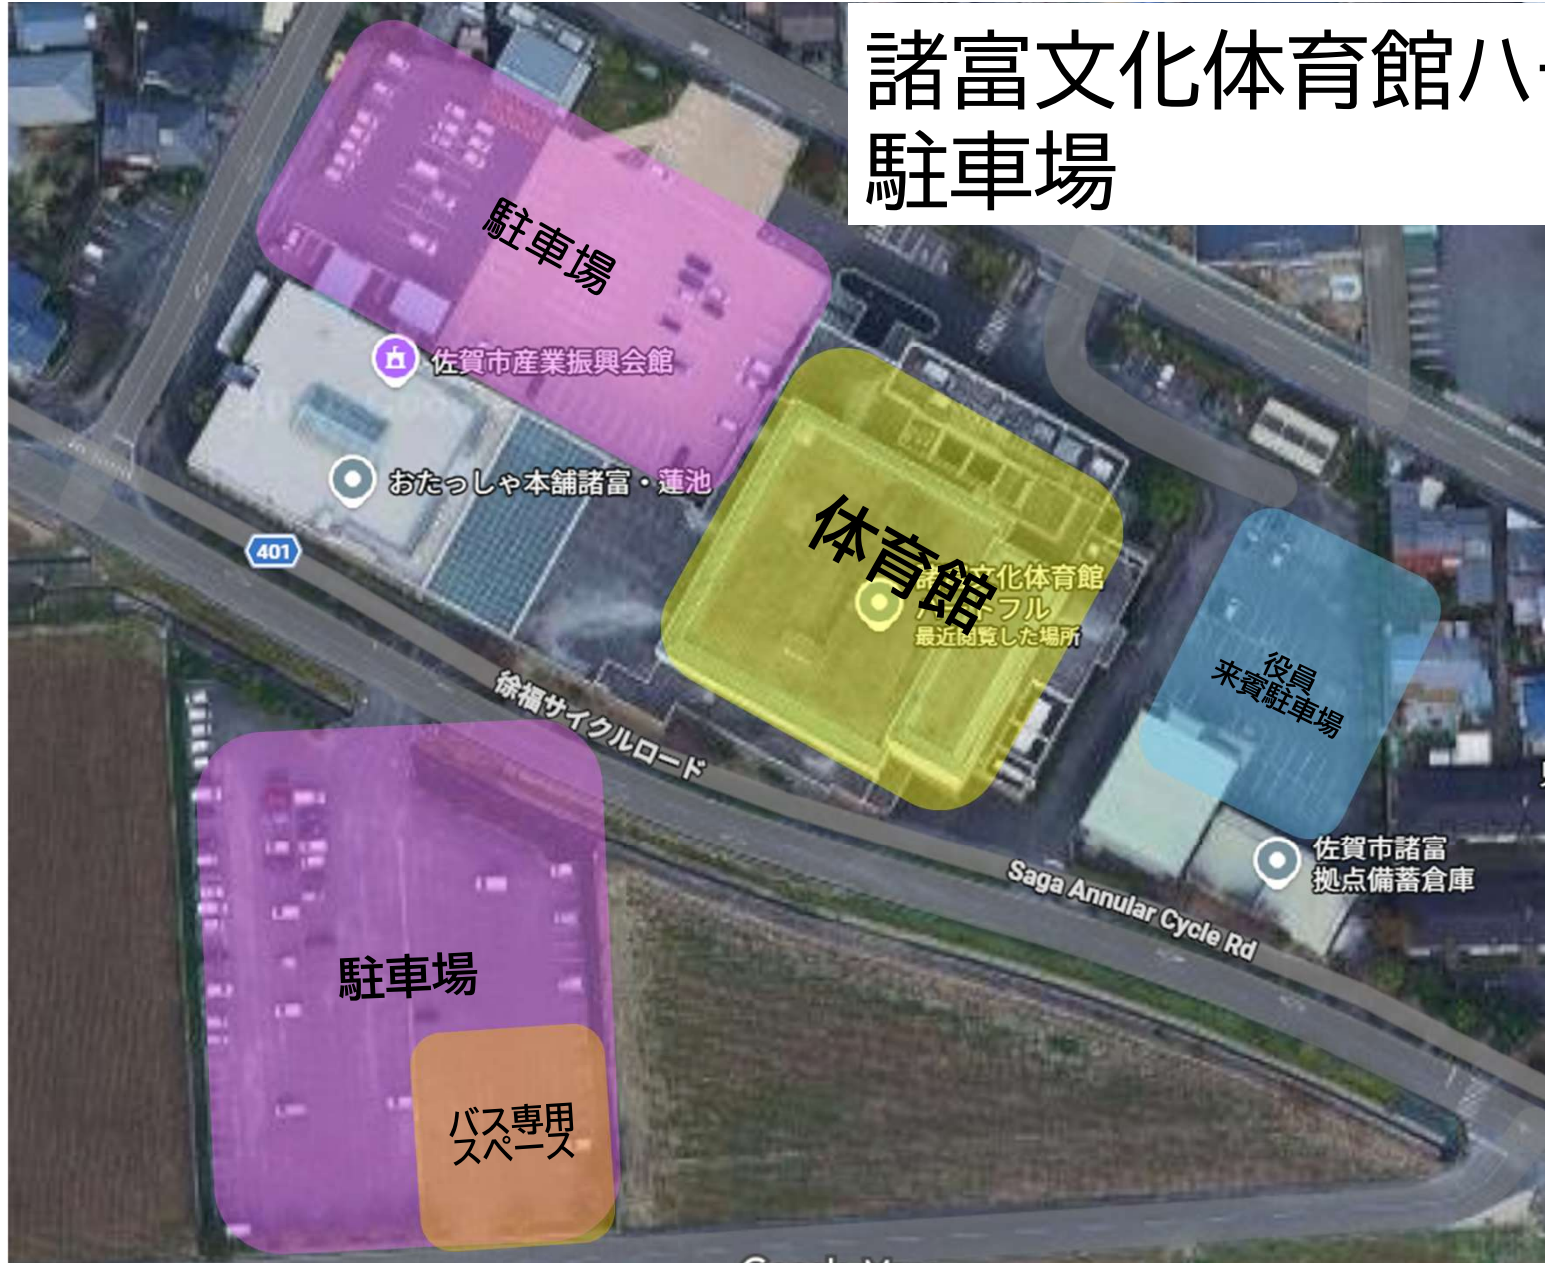 諸富文化体育館ハー
駐車場
駐車場
佐賀市産業振興会館
おたっしゃ本舗諸富・蓮池
401
体育館
文化体育館
フル
最近閲覧した場所
役員
来賓駐車場
徐福サイクルロード
佐賀市諸富
拠点備蓄倉庫
Saga Annular Cycle Rd
駐車場
バス専用
スペース